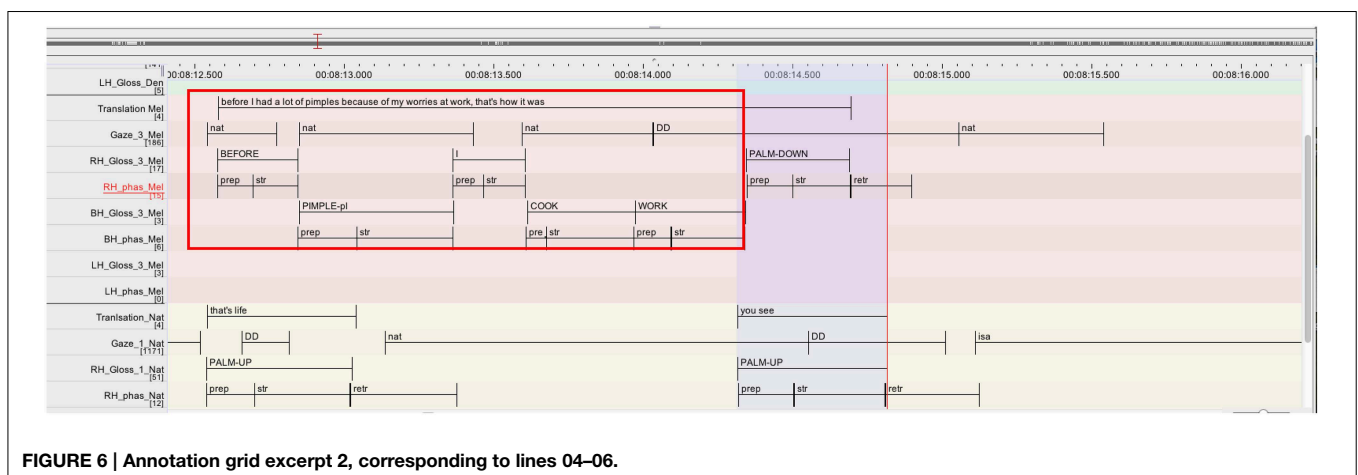 00:08:12.500 00:08:13.000 00:08:13.500 00:08:14.000 00:08:14.500 00:08:15.000 00:08:15.500 00:08:16.000
LH_Gloss_Den
[5]
Translation Mel before I had a lot of pimples because of my worries at work, that's how it was
[4]
Gaze_3_Mel nat nat nat DD nat
[186]
RH_Gloss_3_Mel BEFORE I PALM-DOWN
[17]
RH_phas_Mel prep str prep str prep str retr
[15]
BH_Gloss_3_Mel PIMPLE-pl COOK WORK
[3]
BH_phas_Mel prep str pre str prep str
[6]
LH_Gloss_3_Mel
[3]
LH_phas_Mel
[0]
Tranlsation_Nat that's life you see
[4]
Gaze_1_Nat DD nat DD isa
[1171]
RH_Gloss_1_Nat PALM-UP PALM-UP
[51]
RH_phas_Nat prep str retr prep str retr
[12]
FIGURE 6 | Annotation grid excerpt 2, corresponding to lines 04–06.